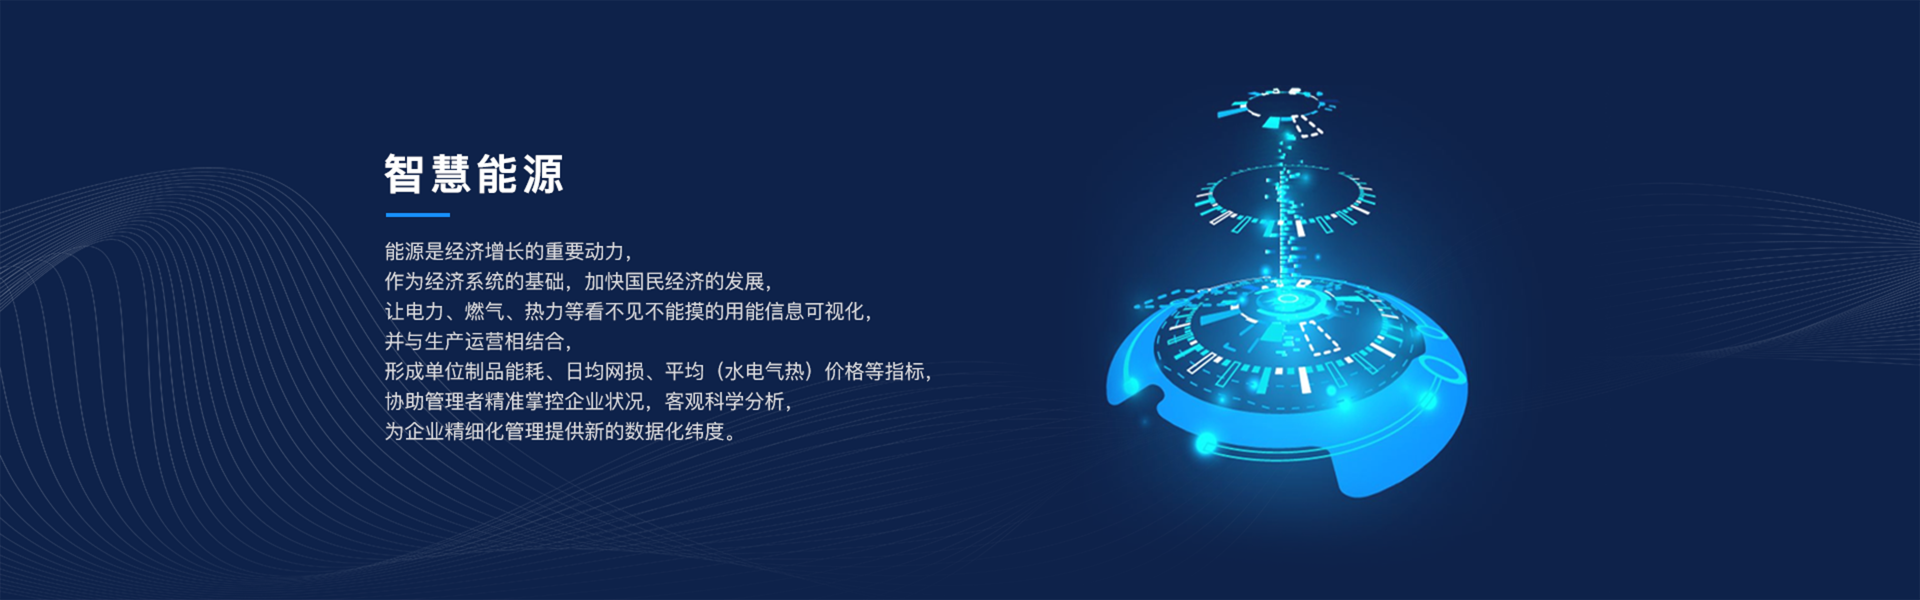 智慧能源
能源是经济增长的重要动力，
作为经济系统的基础，加快国民经济的发展，
让电力、燃气、热力等看不见不能摸的用能信息可视化，
并与生产运营相结合，
形成单位制品能耗、日均网损、平均（水电气热）价格等指标，
协助管理者精准掌控企业状况，客观科学分析，
为企业精细化管理提供新的数据化纬度。